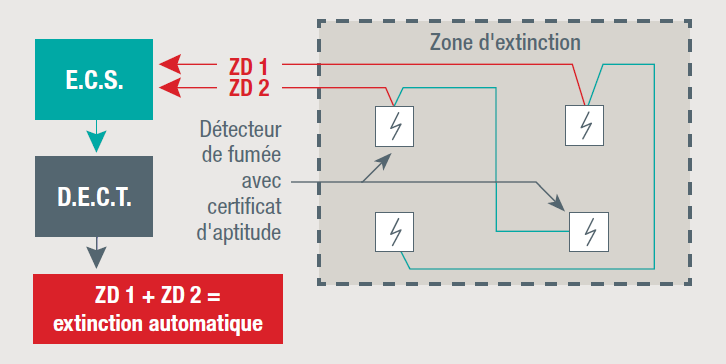 Zone d'extinction
E.C.S.
ZD 1
ZD 2
Détecteur
de fumée
avec
certificat
d'aptitude
D.E.C.T.
ZD 1 + ZD 2 =
extinction automatique